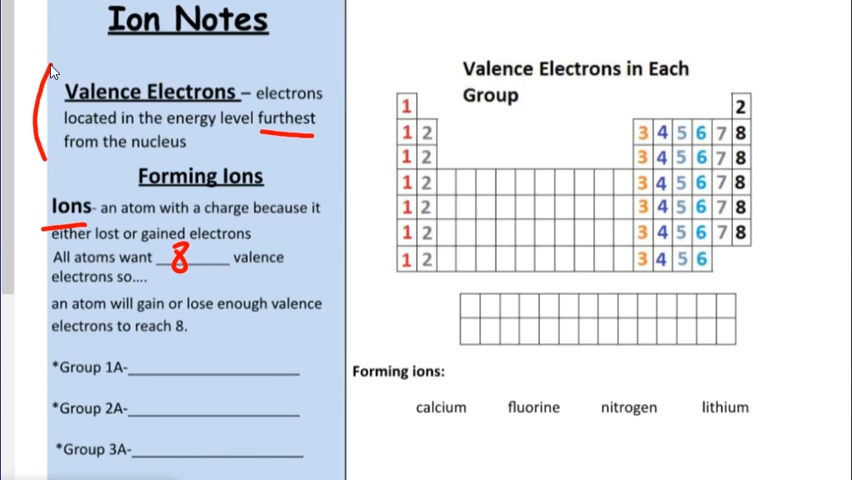 Ion Notes
Valence Electrons – electrons
located in the energy level furthest
from the nucleus
Forming Ions
Ions- an atom with a charge because it
either lost or gained electrons
All atoms want ___8____ valence
electrons so....
an atom will gain or lose enough valence
electrons to reach 8.
*Group 1A-____________________
*Group 2A-____________________
*Group 3A-____________________
Valence Electrons in Each
Group
1 2
1 2 3 4 5 6 7 8
1 2 3 4 5 6 7 8
1 2 3 4 5 6 7 8
1 2 3 4 5 6 7 8
1 2 3 4 5 6 7 8
1 2 3 4 5 6
Forming ions:
calcium fluorine nitrogen lithium